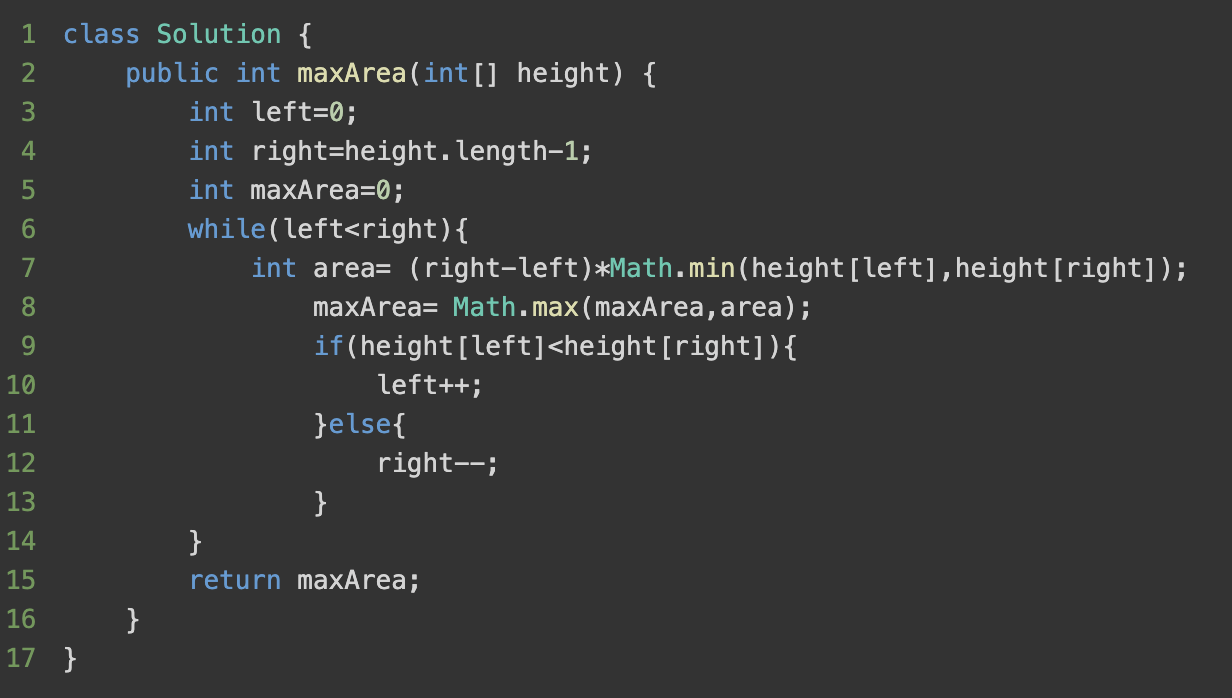 1 class Solution {
2     public int maxArea(int[] height) {
3         int left=0;
4         int right=height.length-1;
5         int maxArea=0;
6         while(left<right){
7             int area= (right-left)*Math.min(height[left],height[right]);
8                 maxArea= Math.max(maxArea,area);
9                 if(height[left]<height[right]){
10                     left++;
11                 }else{
12                     right--;
13                 }
14         }
15         return maxArea;
16     }
17 }